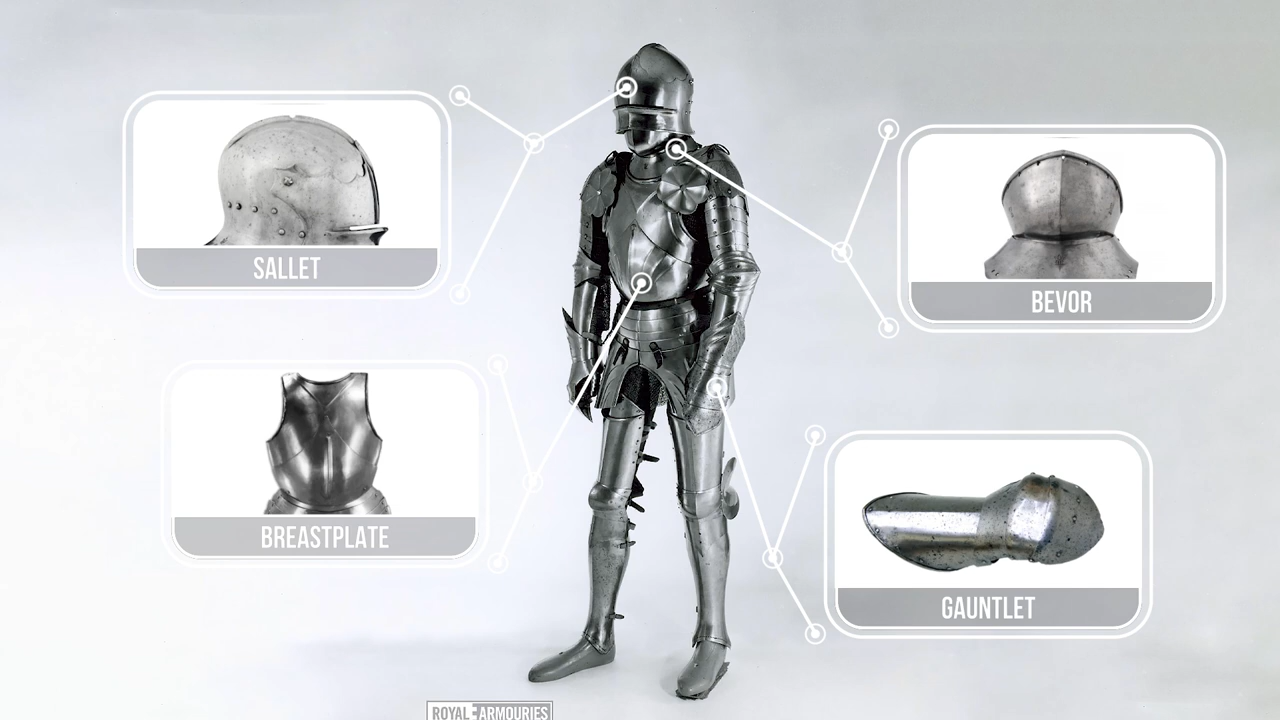 SALLET
BEVOR
BREASTPLATE
GAUNTLET
ROYAL ARMOURIES